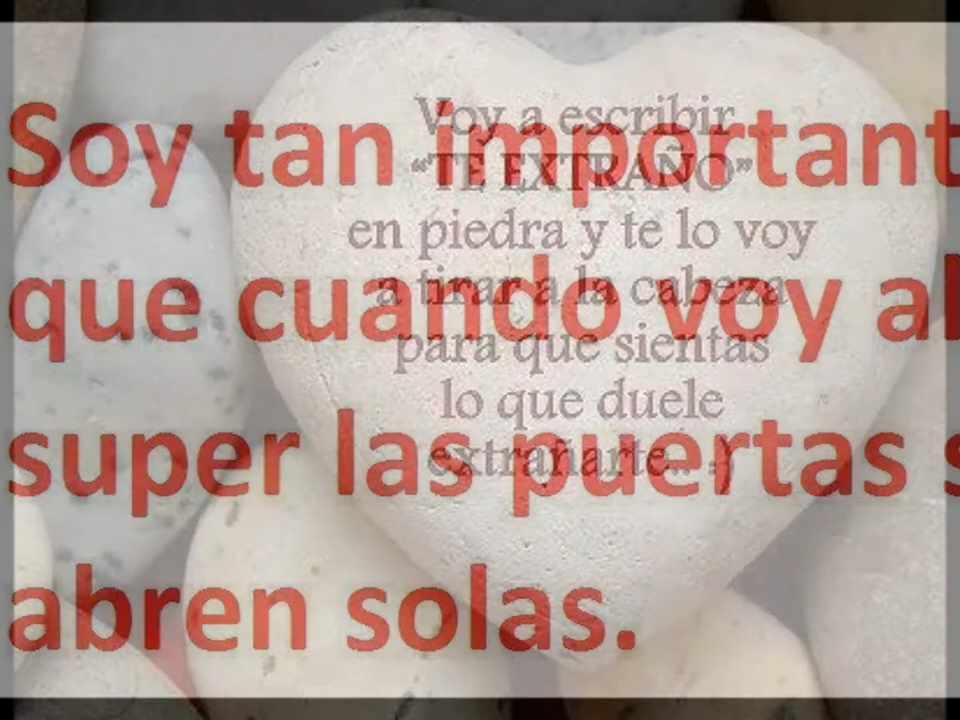 Soy tan important
que cuando voy al
super las puertas s
abren solas.
Voy a escribir
“TE EXTRAÑO”
en piedra y te lo voy
a tirar a la cabeza
para que sientas
lo que duele
extrañarte.. :)